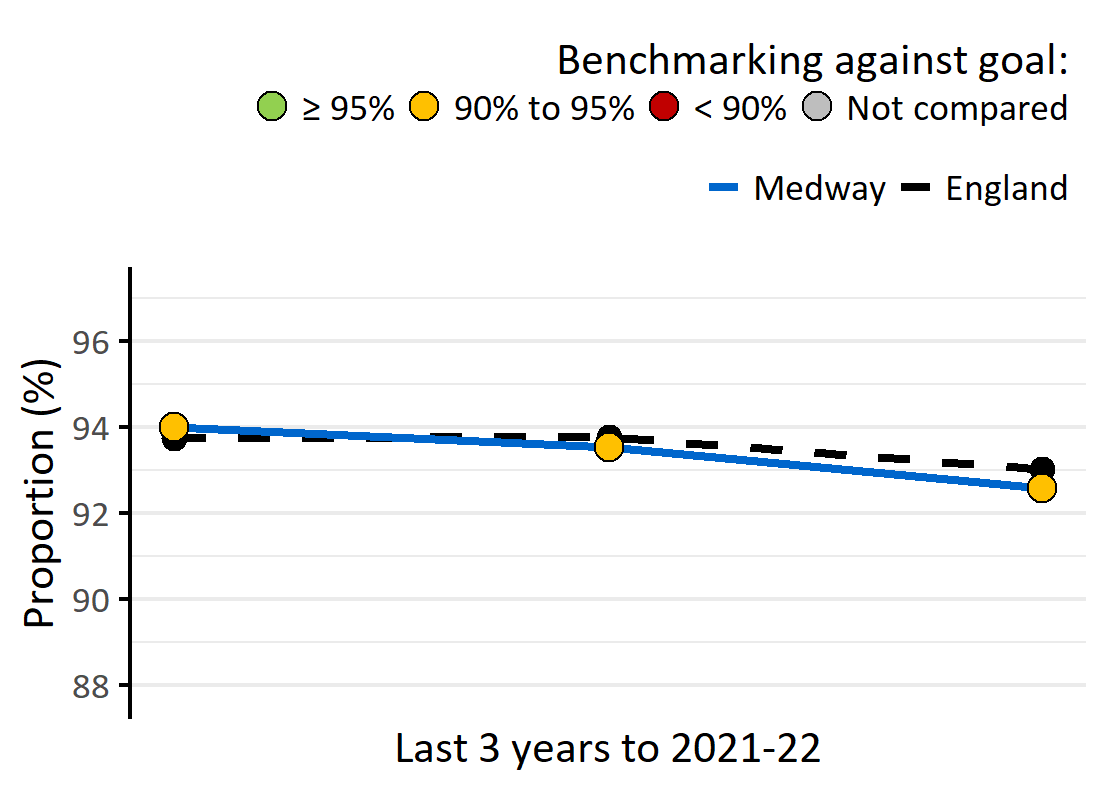 Benchmarking against goal:
≥ 95% 90% to 95% < 90% Not compared
Medway England
Proportion (%)
96
94
92
90
88
Last 3 years to 2021-22